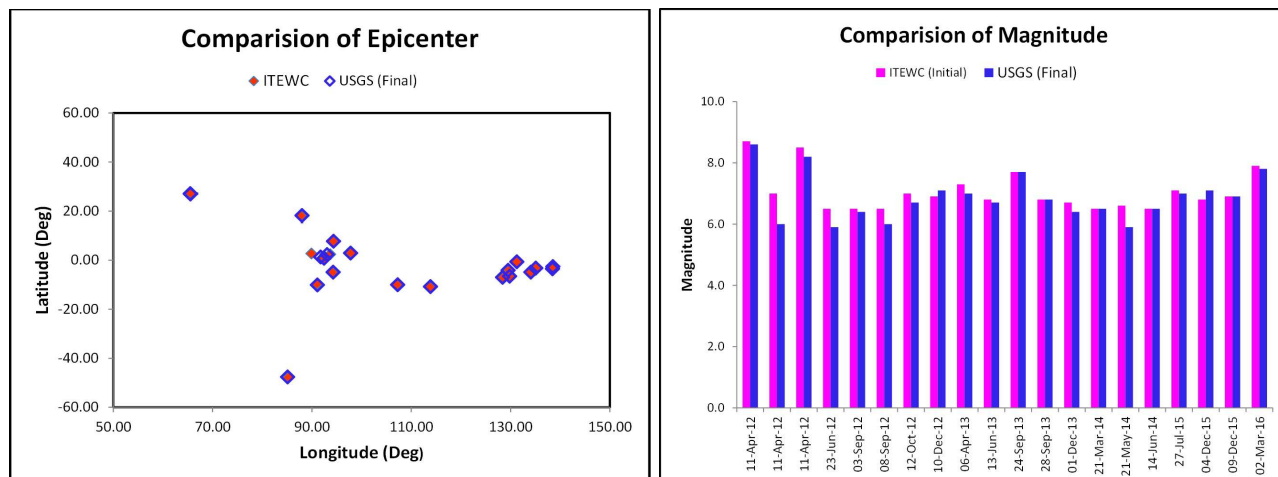 Comparision of Epicenter
ITEWC USGS (Final)
60.00
40.00
20.00
0.00
-20.00
-40.00
-60.00
Latitude (Deg)
50.00 70.00 90.00 110.00 130.00 150.00
Longitude (Deg)
Comparision of Magnitude
ITEWC (Initial) USGS (Final)
10.0
8.0
6.0
4.0
2.0
0.0
Magnitude
11-Apr-12
11-Apr-12
11-Apr-12
23-Jun-12
03-Sep-12
08-Sep-12
12-Oct-12
10-Dec-12
06-Apr-13
13-Jun-13
24-Sep-13
28-Sep-13
01-Dec-13
21-Mar-14
21-May-14
14-Jun-14
27-Jul-15
04-Dec-15
09-Dec-15
02-Mar-16